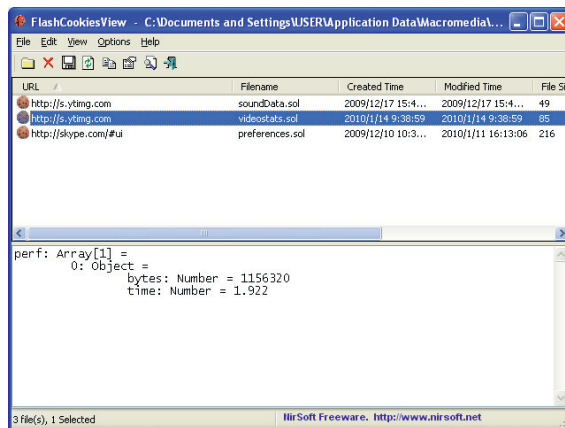 FlashCookiesView - C:\Documents and Settings\USER\Application Data\Macromedia\...
File Edit View Options Help
URL Filename Created Time Modified Time File Si
http://s.ytimg.com soundData.sol 2009/12/17 15:4... 2009/12/17 15:4... 49
http://s.ytimg.com videostats.sol 2010/1/14 9:38:59 2010/1/14 9:38:59 85
http://skype.com/#ui preferences.sol 2009/12/10 10:3... 2010/1/11 16:13:06 216
perf: Array[1] =
0: Object =
bytes: Number = 1156320
time: Number = 1.922
3 file(s), 1 Selected NirSoft Freeware. http://www.nirsoft.net